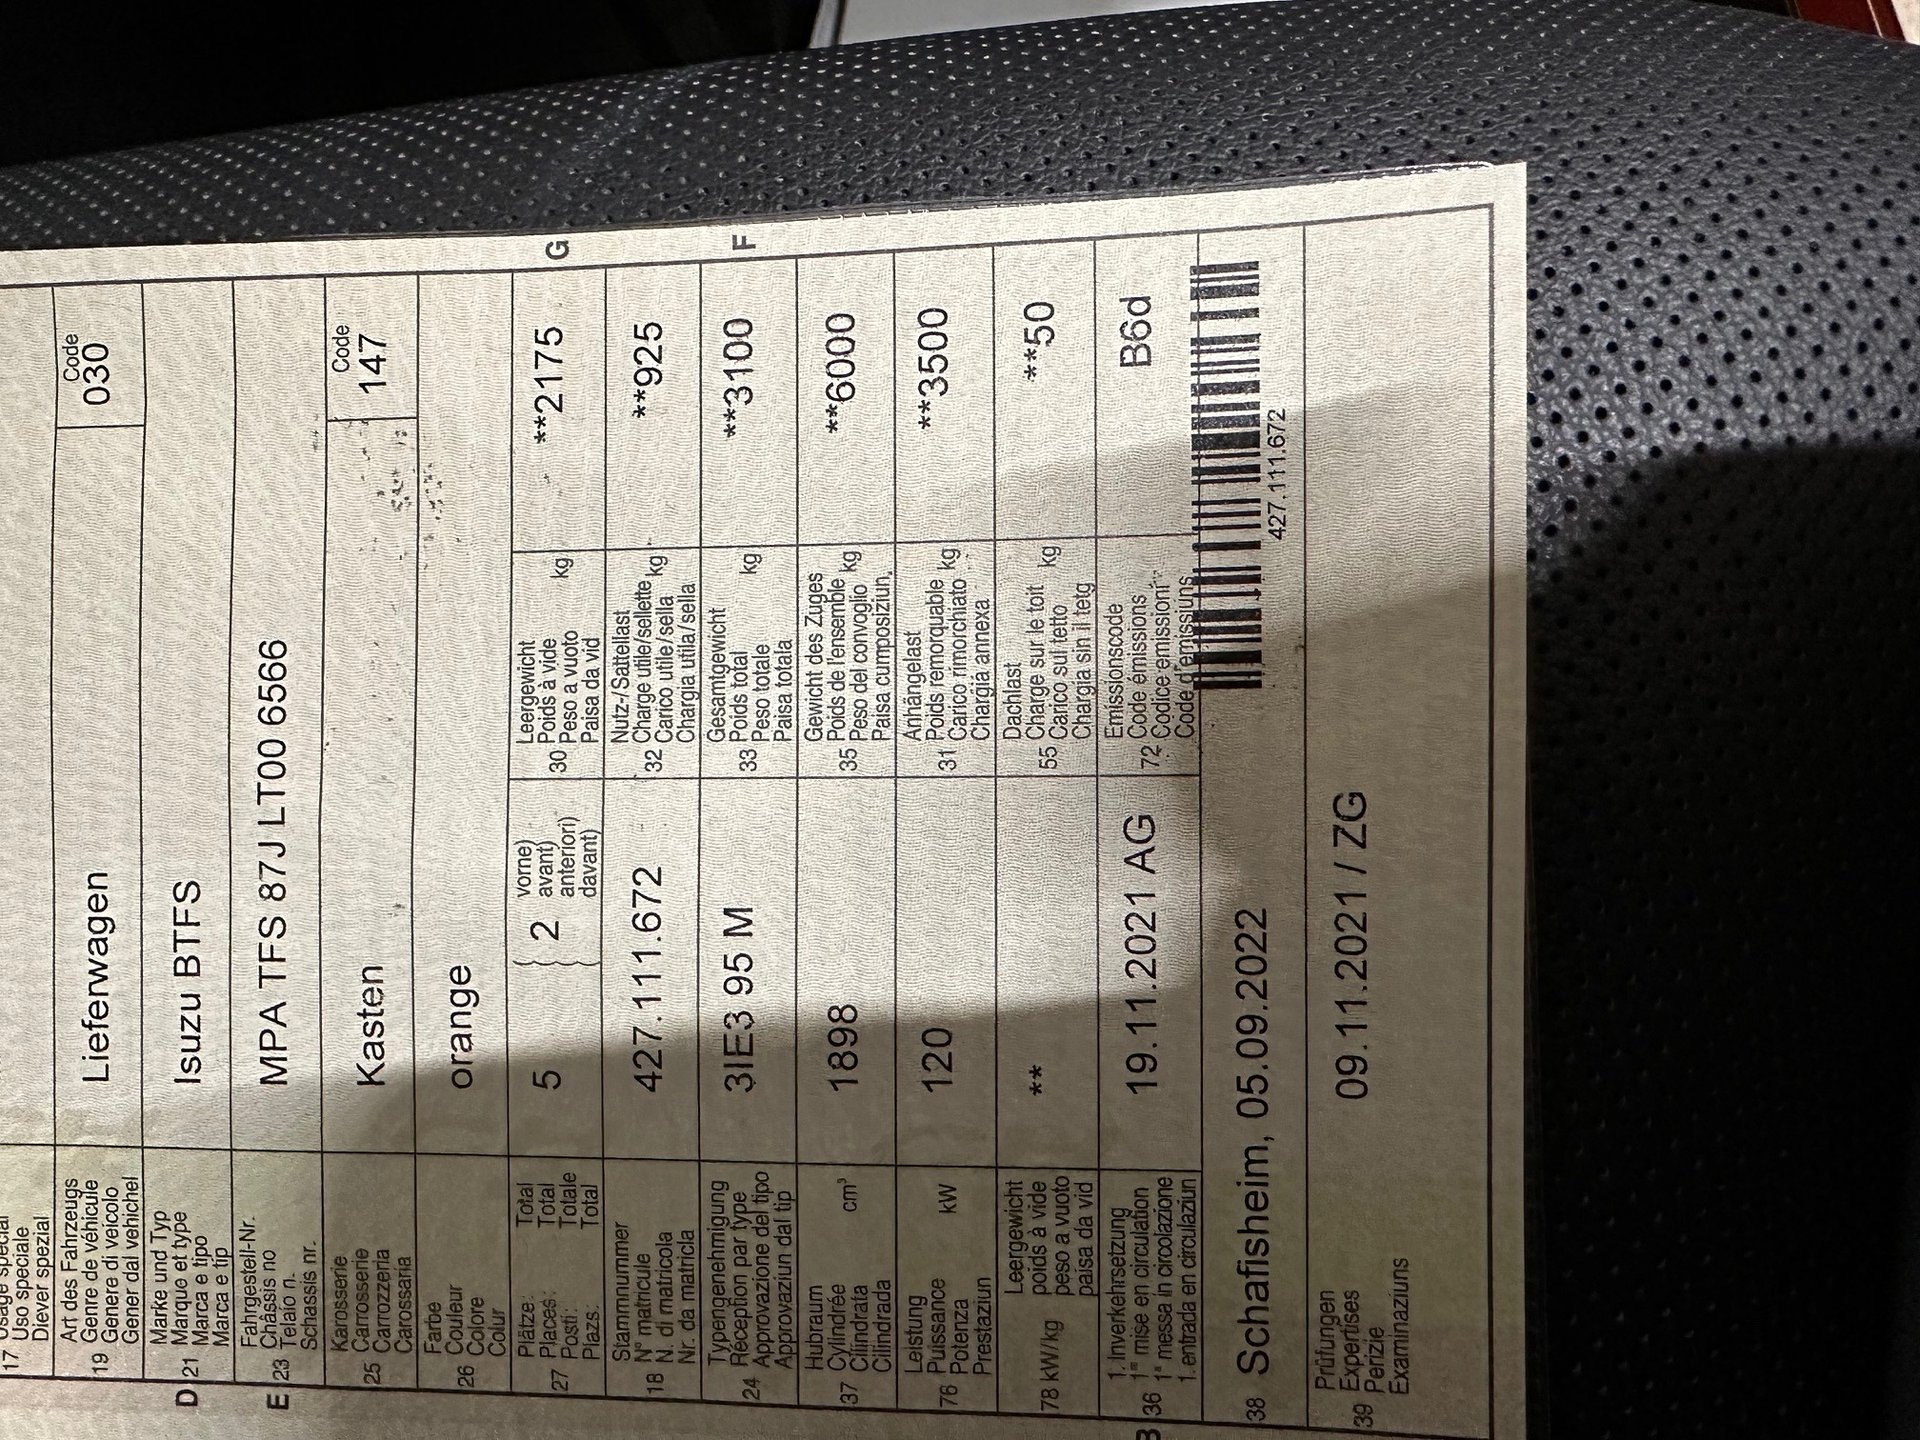 17 Usage spécial
Uso speciale
Diever spezial
Art des Fahrzeugs
19 Genre de véhicule
Genere di veicolo
Gener dal vehichel
Lieferwagen
Code
030
Marke und Typ
D 21 Marque et type
Marca e tipo
Marca e tip
Isuzu BTFS
Fahrgestell-Nr.
E 23 Châssis no
Telaio n.
Schassis nr.
MPA TFS 87J LT00 6566
Karosserie
25 Carrosserie
Carrozzeria
Carossaria
Kasten
Code
147
Farbe
26 Couleur
Colore
Colur
orange
Plätze: Total
27 Places: Total
Posti: Totale
Plazs: Total
5
2
vorne)
avant)
anteriori)
davant)
Leergewicht
30 Poids à vide kg
Peso a vuoto
Paisa da vid
**2175
G
Stammnummer
18 N° matricule
N. di matricola
Nr. da matricla
427.111.672
Nutz-/Sattellast
32 Charge utile/sellette kg
Carico utile/sella
Chargia utila/sella
**925
Typengenehmigung
24 Réception par type
Approvazione del tipo
Approvaziun dal tip
3IE3 95 M
Gesamtgewicht
33 Poids total kg
Peso totale
Paisa totala
**3100
F
Hubraum
37 Cylindrée cm³
Cilindrata
Cilindrada
1898
Gewicht des Zuges
35 Poids de l'ensemble kg
Peso del convoglio
Paisa cumposiziun
**6000
Leistung
76 Puissance kW
Potenza
Prestaziun
120
Anhängelast
31 Poids remorquable kg
Carico rimorchiato
Chargia annexa
**3500
78 kW/kg
Leergewicht
poids à vide
peso a vuoto
paisa da vid
**
Dachlast
55 Charge sur le toit kg
Carico sul tetto
Chargia sin il tetg
**50
1. Inverkehrsetzung
B 36 1re mise en circulation
1a messa in circolazione
1. entrada en circulaziun
19.11.2021 AG
Emissionscode
72 Code émissions
Codice emissioni
Code d'emissiuns
B6d
38 Schafisheim, 05.09.2022
427.111.672
Prüfungen
39 Expertises
Perizie
Examinaziuns
09.11.2021 / ZG